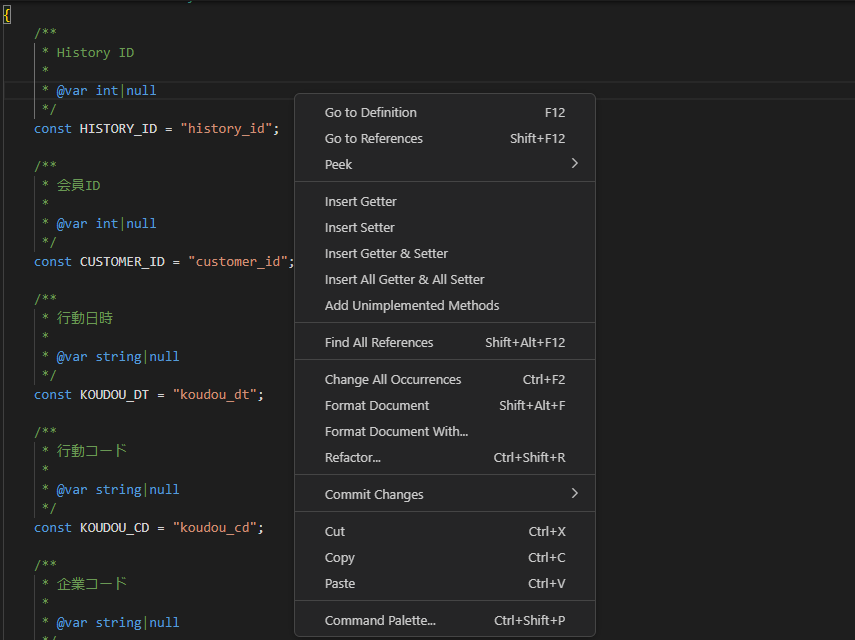 {
/**
* History ID
*
* @var int|null
*/
const HISTORY_ID = "history_id";
/**
* 会員ID
*
* @var int|null
*/
const CUSTOMER_ID = "customer_id";
/**
* 行動日時
*
* @var string|null
*/
const KOUDOU_DT = "koudou_dt";
/**
* 行動コード
*
* @var string|null
*/
const KOUDOU_CD = "koudou_cd";
/**
* 企業コード
*
* @var string|null
*/
Go to Definition F12
Go to References Shift+F12
Peek
Insert Getter
Insert Setter
Insert Getter & Setter
Insert All Getter & All Setter
Add Unimplemented Methods
Find All References Shift+Alt+F12
Change All Occurrences Ctrl+F2
Format Document Shift+Alt+F
Format Document With...
Refactor... Ctrl+Shift+R
Commit Changes
Cut Ctrl+X
Copy Ctrl+C
Paste Ctrl+V
Command Palette... Ctrl+Shift+P